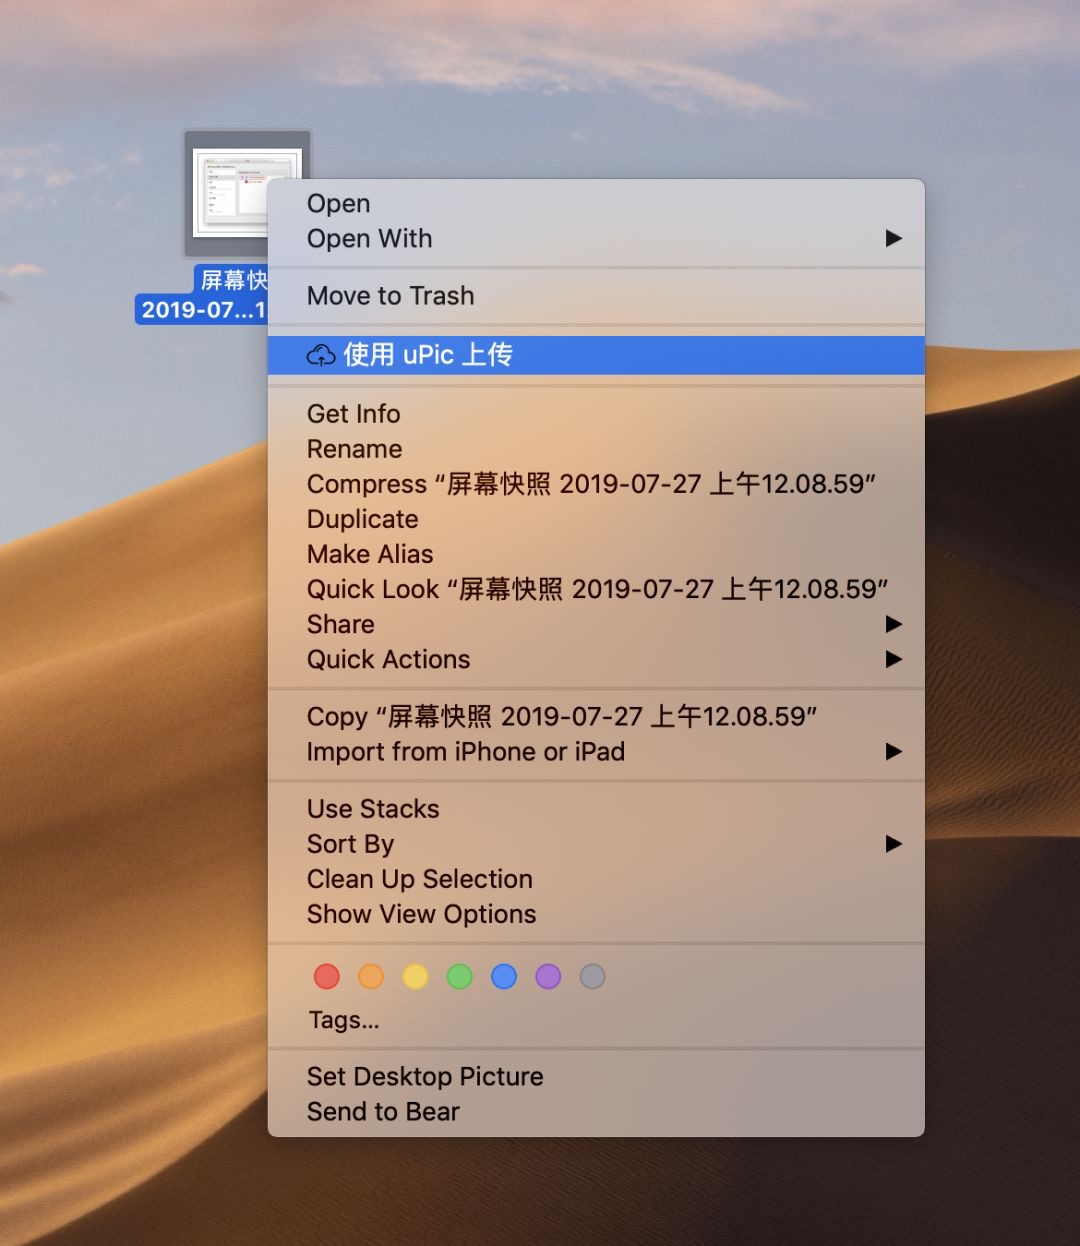 屏幕快
2019-07...1
Open
Open With
Move to Trash
使用 uPic 上传
Get Info
Rename
Compress “屏幕快照 2019-07-27 上午12.08.59”
Duplicate
Make Alias
Quick Look “屏幕快照 2019-07-27 上午12.08.59”
Share
Quick Actions
Copy “屏幕快照 2019-07-27 上午12.08.59”
Import from iPhone or iPad
Use Stacks
Sort By
Clean Up Selection
Show View Options
Tags...
Set Desktop Picture
Send to Bear